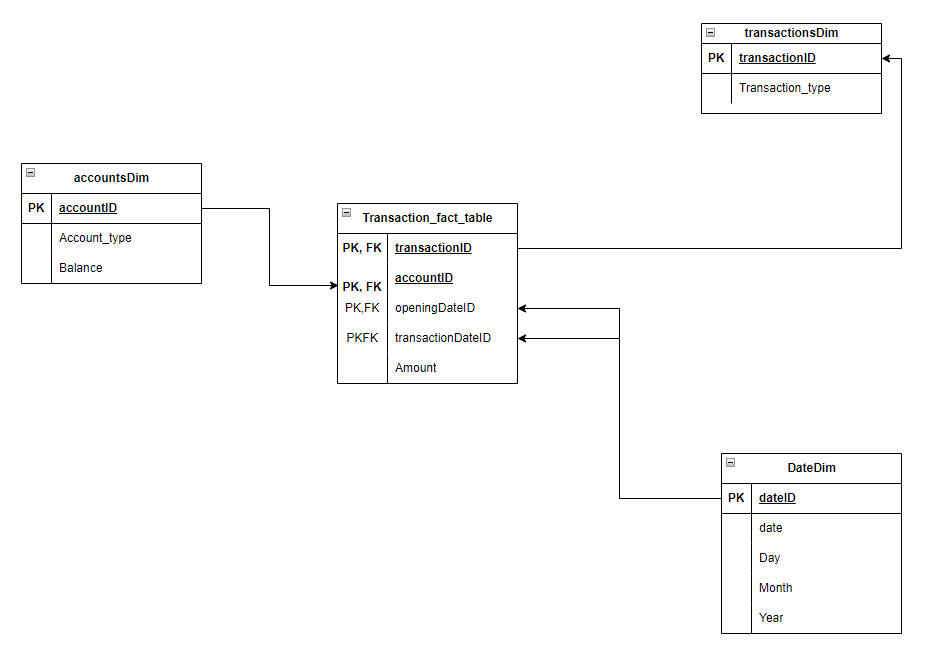 transactionsDim
PK transactionID
Transaction_type
accountsDim
PK accountID
Account_type
Balance
Transaction_fact_table
PK, FK transactionID
PK, FK accountID
PK,FK openingDateID
PKFK transactionDateID
Amount
DateDim
PK dateID
date
Day
Month
Year